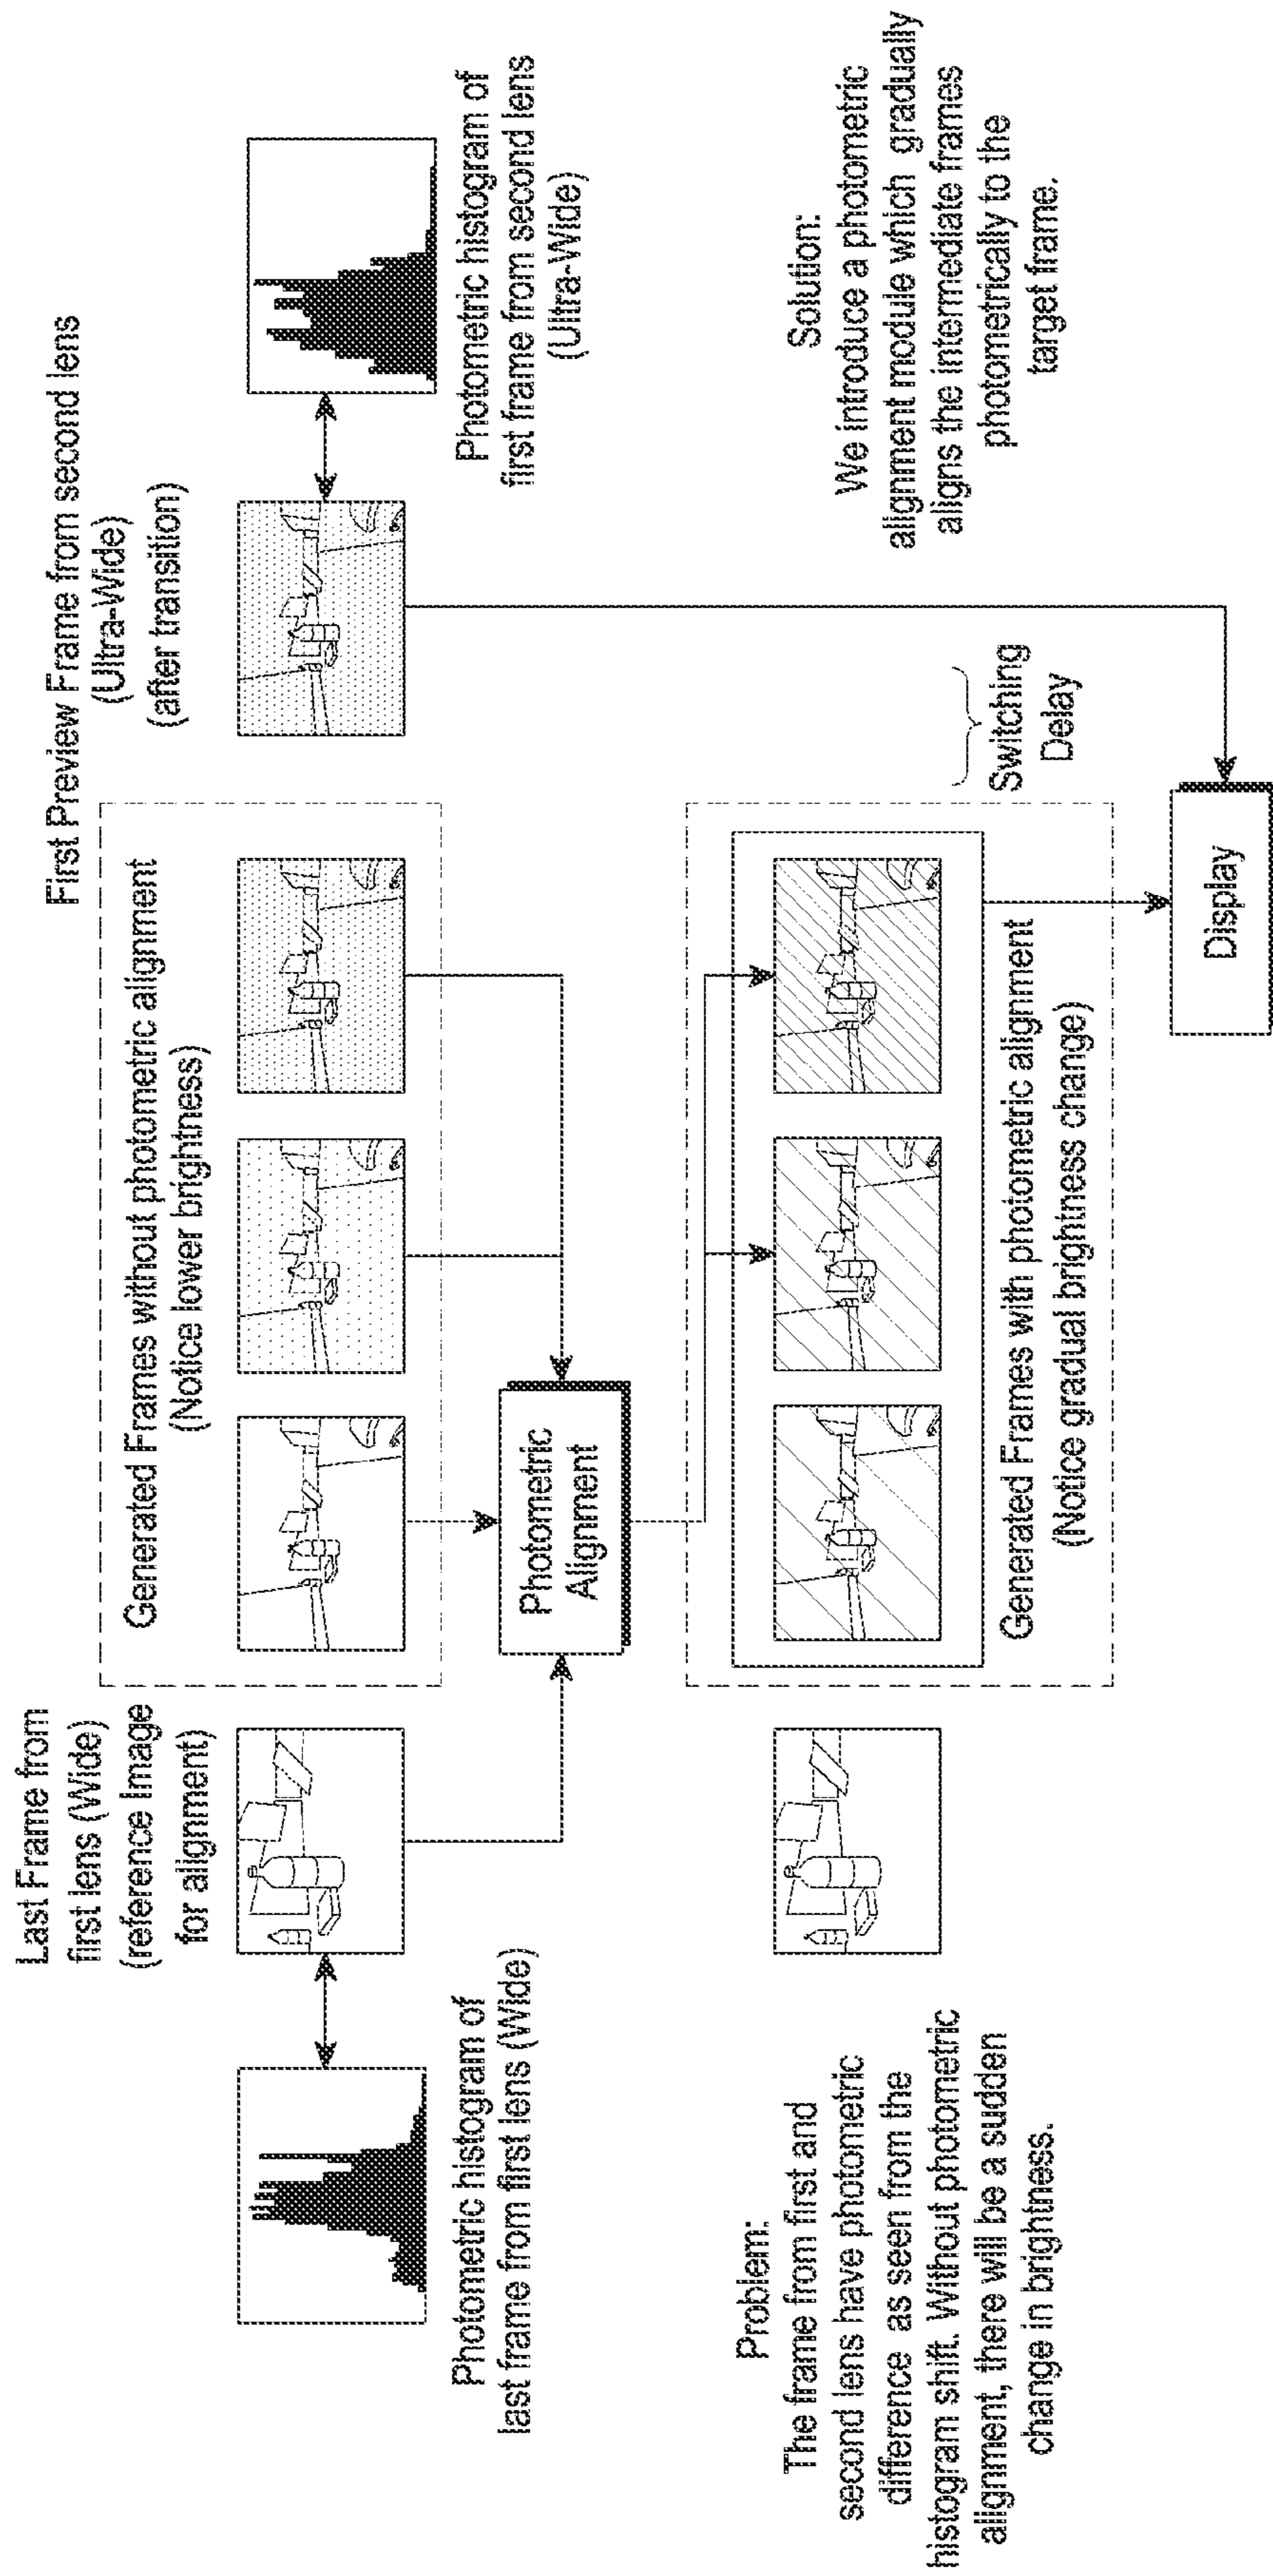 Last Frame from
first lens (Wide)
(reference Image
for alignment)
Generated Frames without photometric alignment
(Notice lower brightness)
First Preview Frame from second lens
(Ultra-Wide)
(after transition)
Photometric histogram of
last frame from first lens (Wide)
Photometric
Alignment
Photometric histogram of
first frame from second lens
(Ultra-Wide)
Problem:
The frame from first and
second lens have photometric
difference as seen from the
histogram shift. Without photometric
alignment, there will be a sudden
change in brightness.
Generated Frames with photometric alignment
(Notice gradual brightness change)
Switching
Delay
Solution:
We introduce a photometric
alignment module which gradually
aligns the intermediate frames
photometrically to the
target frame.
Display